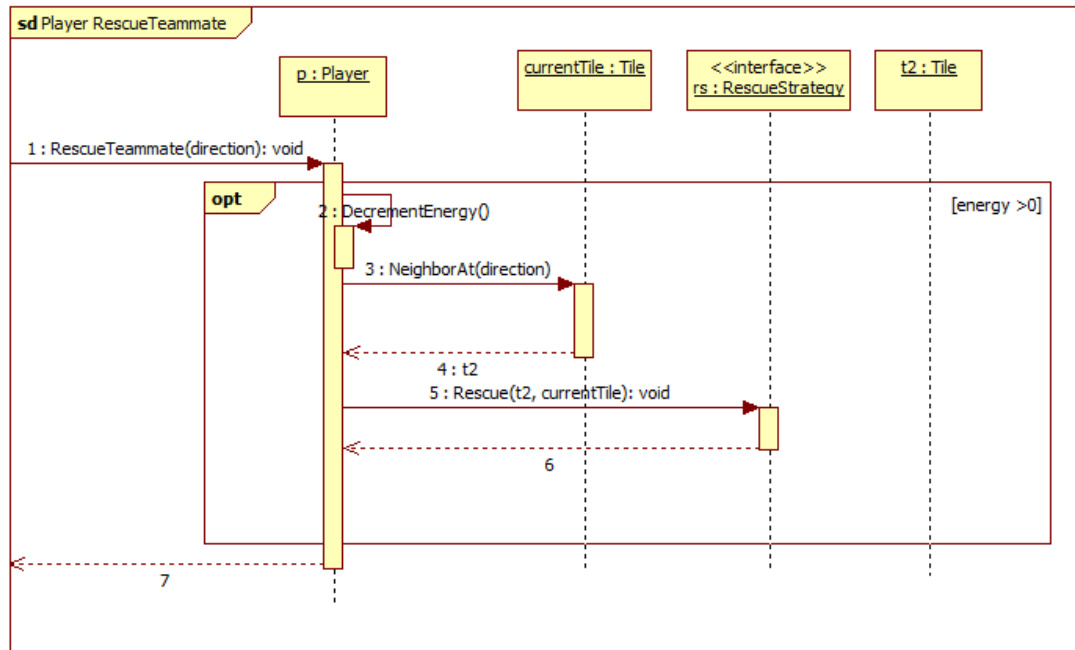 sd Player RescueTeammate
p : Player
currentTile : Tile
<<interface>>
rs : RescueStrategy
t2 : Tile
1 : RescueTeammate(direction): void
opt
[energy >0]
2 : DecrementEnergy()
3 : NeighborAt(direction)
4 : t2
5 : Rescue(t2, currentTile): void
6
7